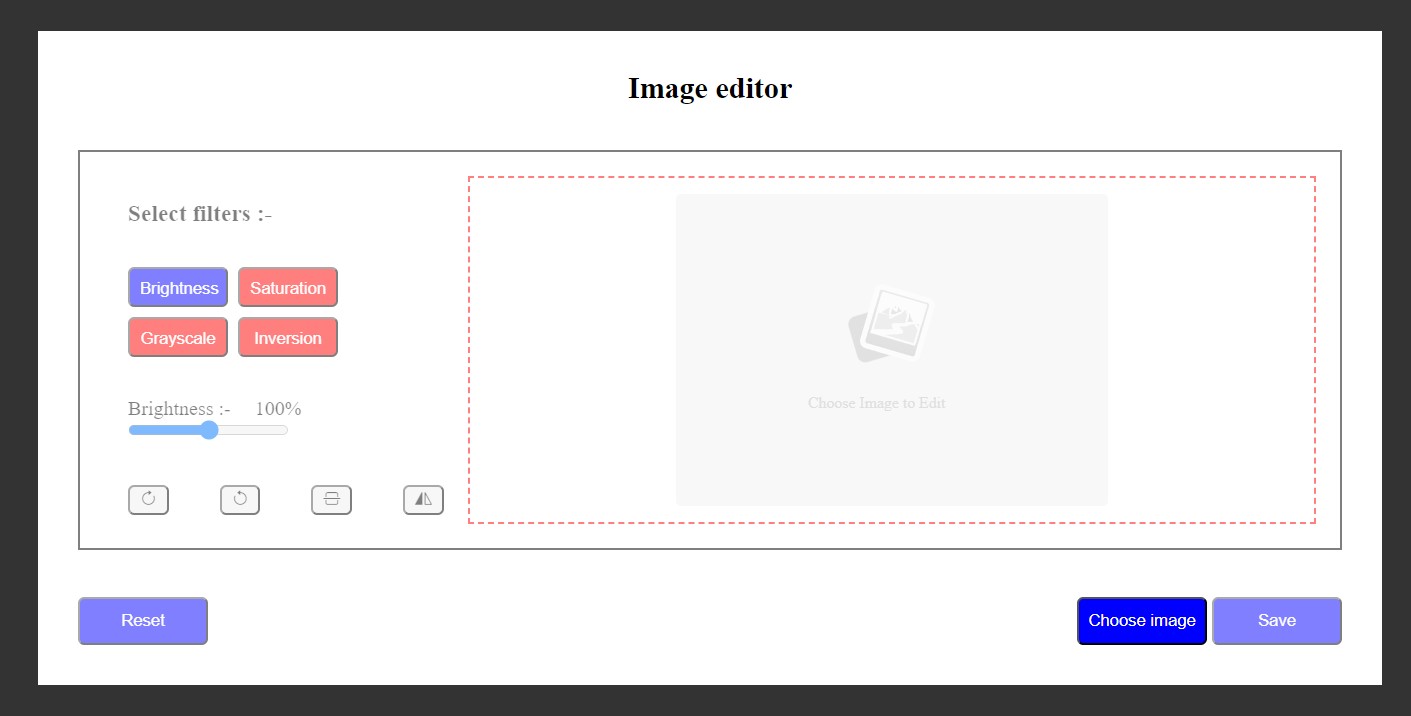 Image editor
Select filters :-
Brightness Saturation
Grayscale Inversion
Brightness :- 100%
Choose Image to Edit
Reset Choose image Save